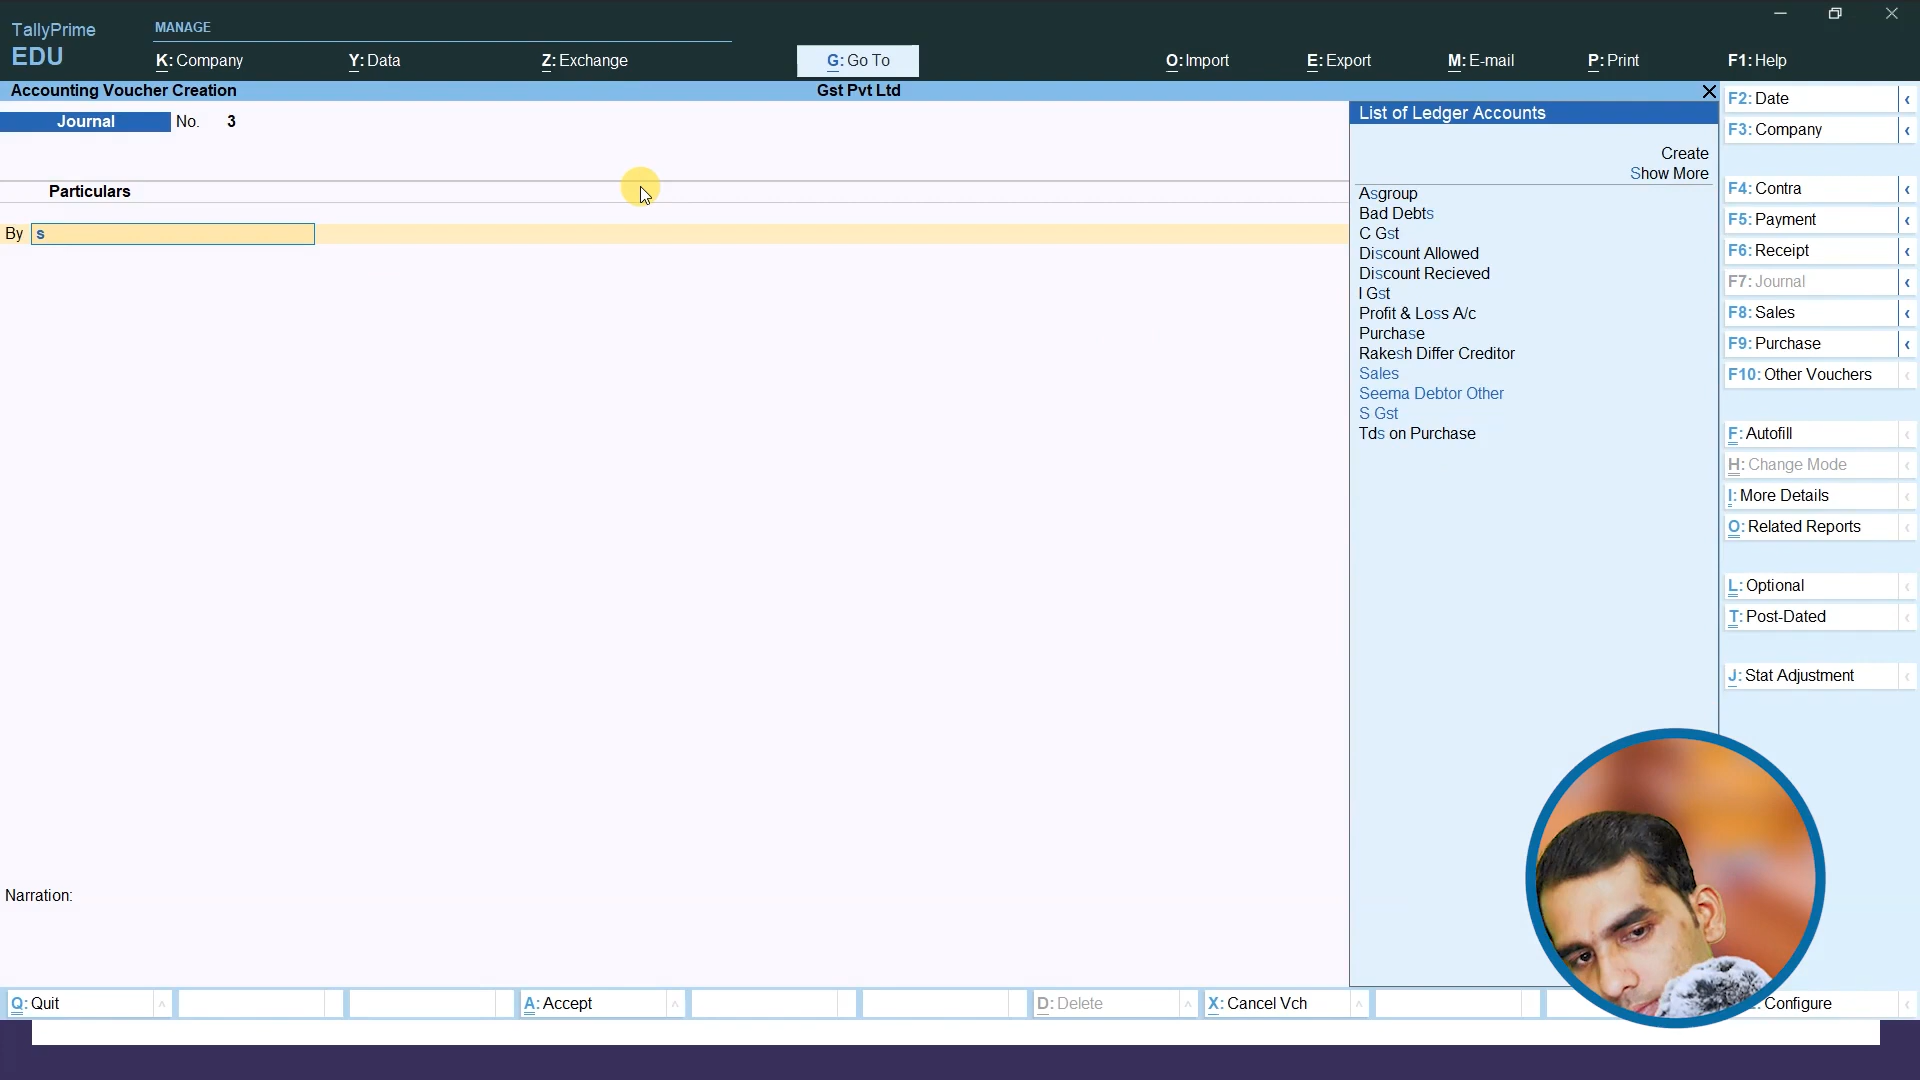 TallyPrime
EDU
MANAGE
K: Company
Y: Data
Z: Exchange
G: Go To
O: Import
E: Export
M: E-mail
P: Print
F1: Help
Accounting Voucher Creation
Gst Pvt Ltd
Journal No. 3
Particulars
By s
Narration:
List of Ledger Accounts
Create
Show More
Asgroup
Bad Debts
C Gst
Discount Allowed
Discount Recieved
I Gst
Profit & Loss A/c
Purchase
Rakesh Differ Creditor
Sales
Seema Debtor Other
S Gst
Tds on Purchase
F2: Date
F3: Company
F4: Contra
F5: Payment
F6: Receipt
F7: Journal
F8: Sales
F9: Purchase
F10: Other Vouchers
F: Autofill
H: Change Mode
I: More Details
O: Related Reports
L: Optional
T: Post-Dated
J: Stat Adjustment
Q: Quit
A: Accept
D: Delete
X: Cancel Vch
Configure